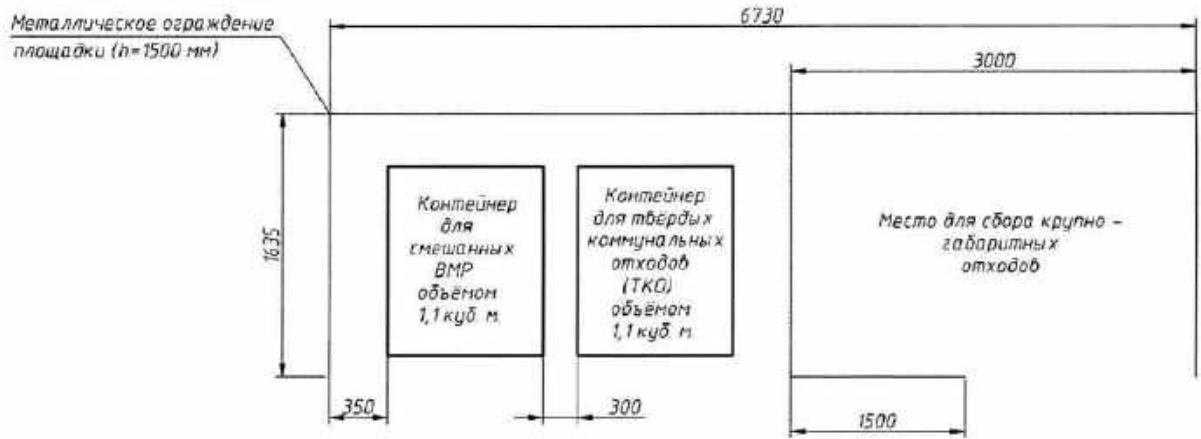 Металлическое ограждение
площадки (h=1500 мм)
6730
3000
1635
Контейнер
для
смешанных
ВМР
объёмом
1,1 куб. м.
Контейнер
для твердых
коммунальных
отходов
(ТКО)
объёмом
1,1 куб. м.
Место для сбора крупно -
габаритных
отходов
350
300
1500